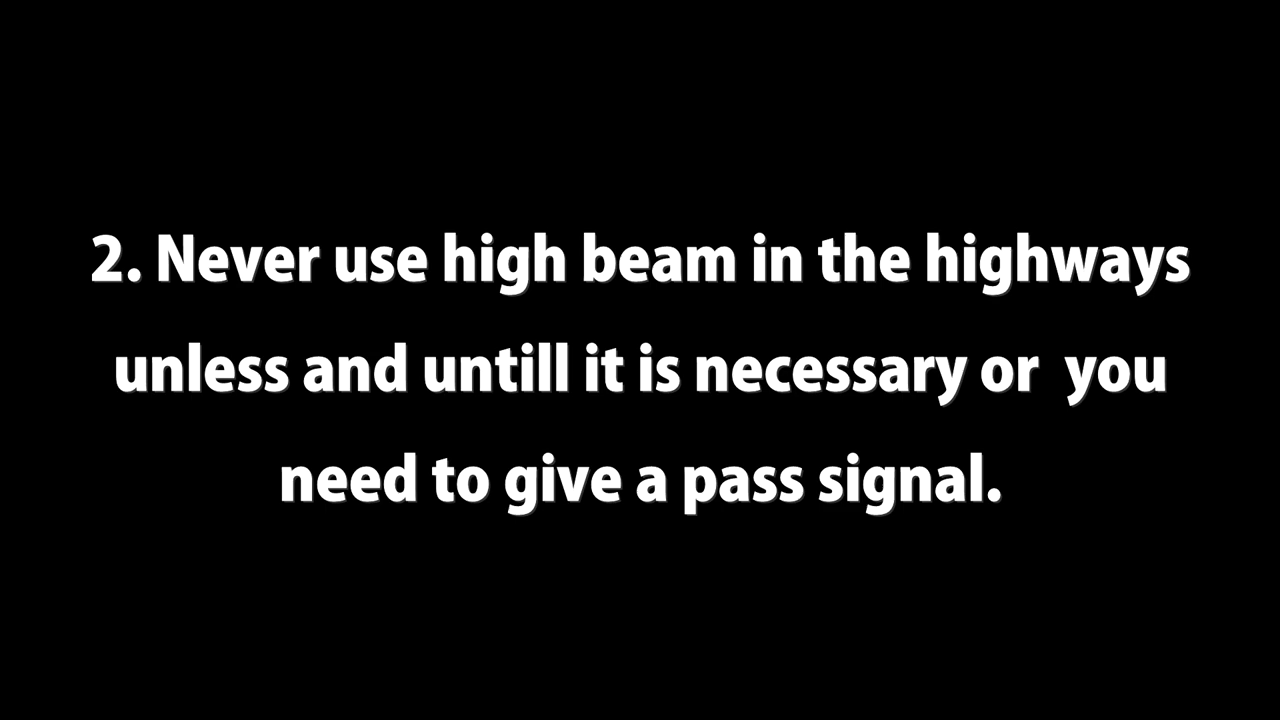 2. Never use high beam in the highways
unless and untill it is necessary or  you
need to give a pass signal.